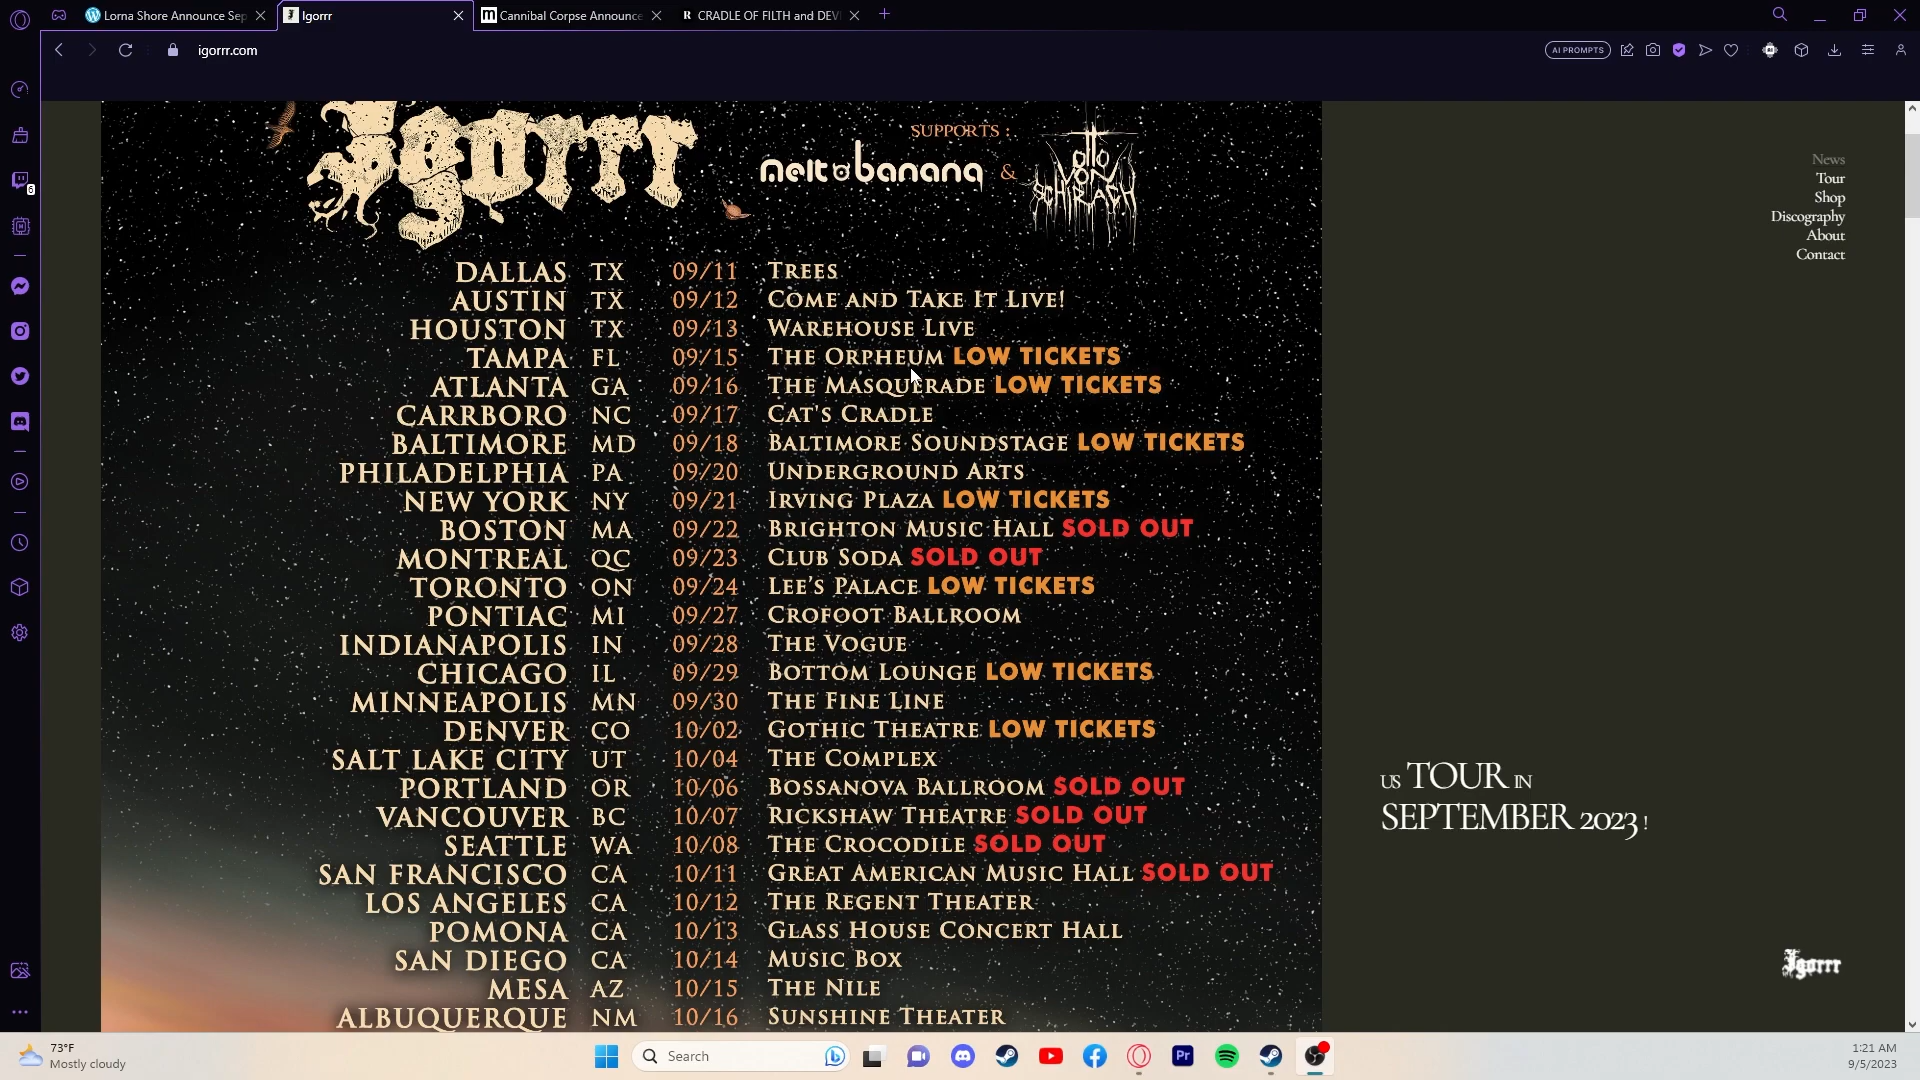 Lorna Shore Announce Sep
Igorrr
Cannibal Corpse Announce
CRADLE OF FILTH and DEVI
igorrr.com
AI PROMPTS
6
Igorrr
SUPPORTS :
melt banana & OTTO VON SCHIRACH
DALLAS TX 09/11 TREES
AUSTIN TX 09/12 COME AND TAKE IT LIVE!
HOUSTON TX 09/13 WAREHOUSE LIVE
TAMPA FL 09/15 THE ORPHEUM LOW TICKETS
ATLANTA GA 09/16 THE MASQUERADE LOW TICKETS
CARRBORO NC 09/17 CAT'S CRADLE
BALTIMORE MD 09/18 BALTIMORE SOUNDSTAGE LOW TICKETS
PHILADELPHIA PA 09/20 UNDERGROUND ARTS
NEW YORK NY 09/21 IRVING PLAZA LOW TICKETS
BOSTON MA 09/22 BRIGHTON MUSIC HALL SOLD OUT
MONTREAL QC 09/23 CLUB SODA SOLD OUT
TORONTO ON 09/24 LEE'S PALACE LOW TICKETS
PONTIAC MI 09/27 CROFOOT BALLROOM
INDIANAPOLIS IN 09/28 THE VOGUE
CHICAGO IL 09/29 BOTTOM LOUNGE LOW TICKETS
MINNEAPOLIS MN 09/30 THE FINE LINE
DENVER CO 10/02 GOTHIC THEATRE LOW TICKETS
SALT LAKE CITY UT 10/04 THE COMPLEX
PORTLAND OR 10/06 BOSSANOVA BALLROOM SOLD OUT
VANCOUVER BC 10/07 RICKSHAW THEATRE SOLD OUT
SEATTLE WA 10/08 THE CROCODILE SOLD OUT
SAN FRANCISCO CA 10/11 GREAT AMERICAN MUSIC HALL SOLD OUT
LOS ANGELES CA 10/12 THE REGENT THEATER
POMONA CA 10/13 GLASS HOUSE CONCERT HALL
SAN DIEGO CA 10/14 MUSIC BOX
MESA AZ 10/15 THE NILE
ALBUQUERQUE NM 10/16 SUNSHINE THEATER
News
Tour
Shop
Discography
About
Contact
US TOUR IN
SEPTEMBER 2023 !
Igorrr
73°F
Mostly cloudy
Search
Pr
1:21 AM
9/5/2023